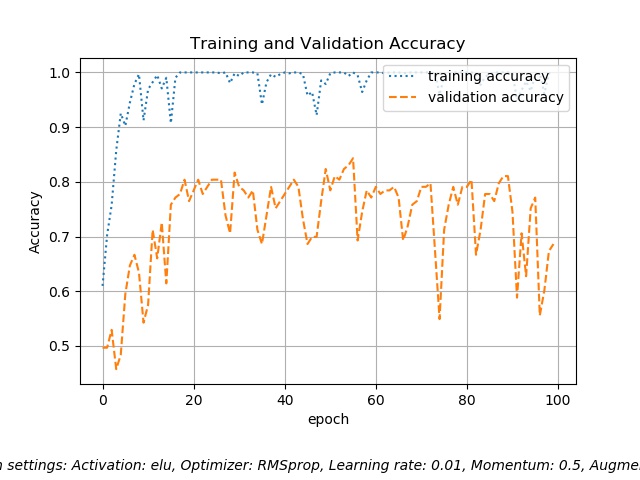 Training and Validation Accuracy
training accuracy
validation accuracy
1.0
0.9
0.8
0.7
0.6
0.5
Accuracy
0 20 40 60 80 100
epoch
settings: Activation: elu, Optimizer: RMSprop, Learning rate: 0.01, Momentum: 0.5,